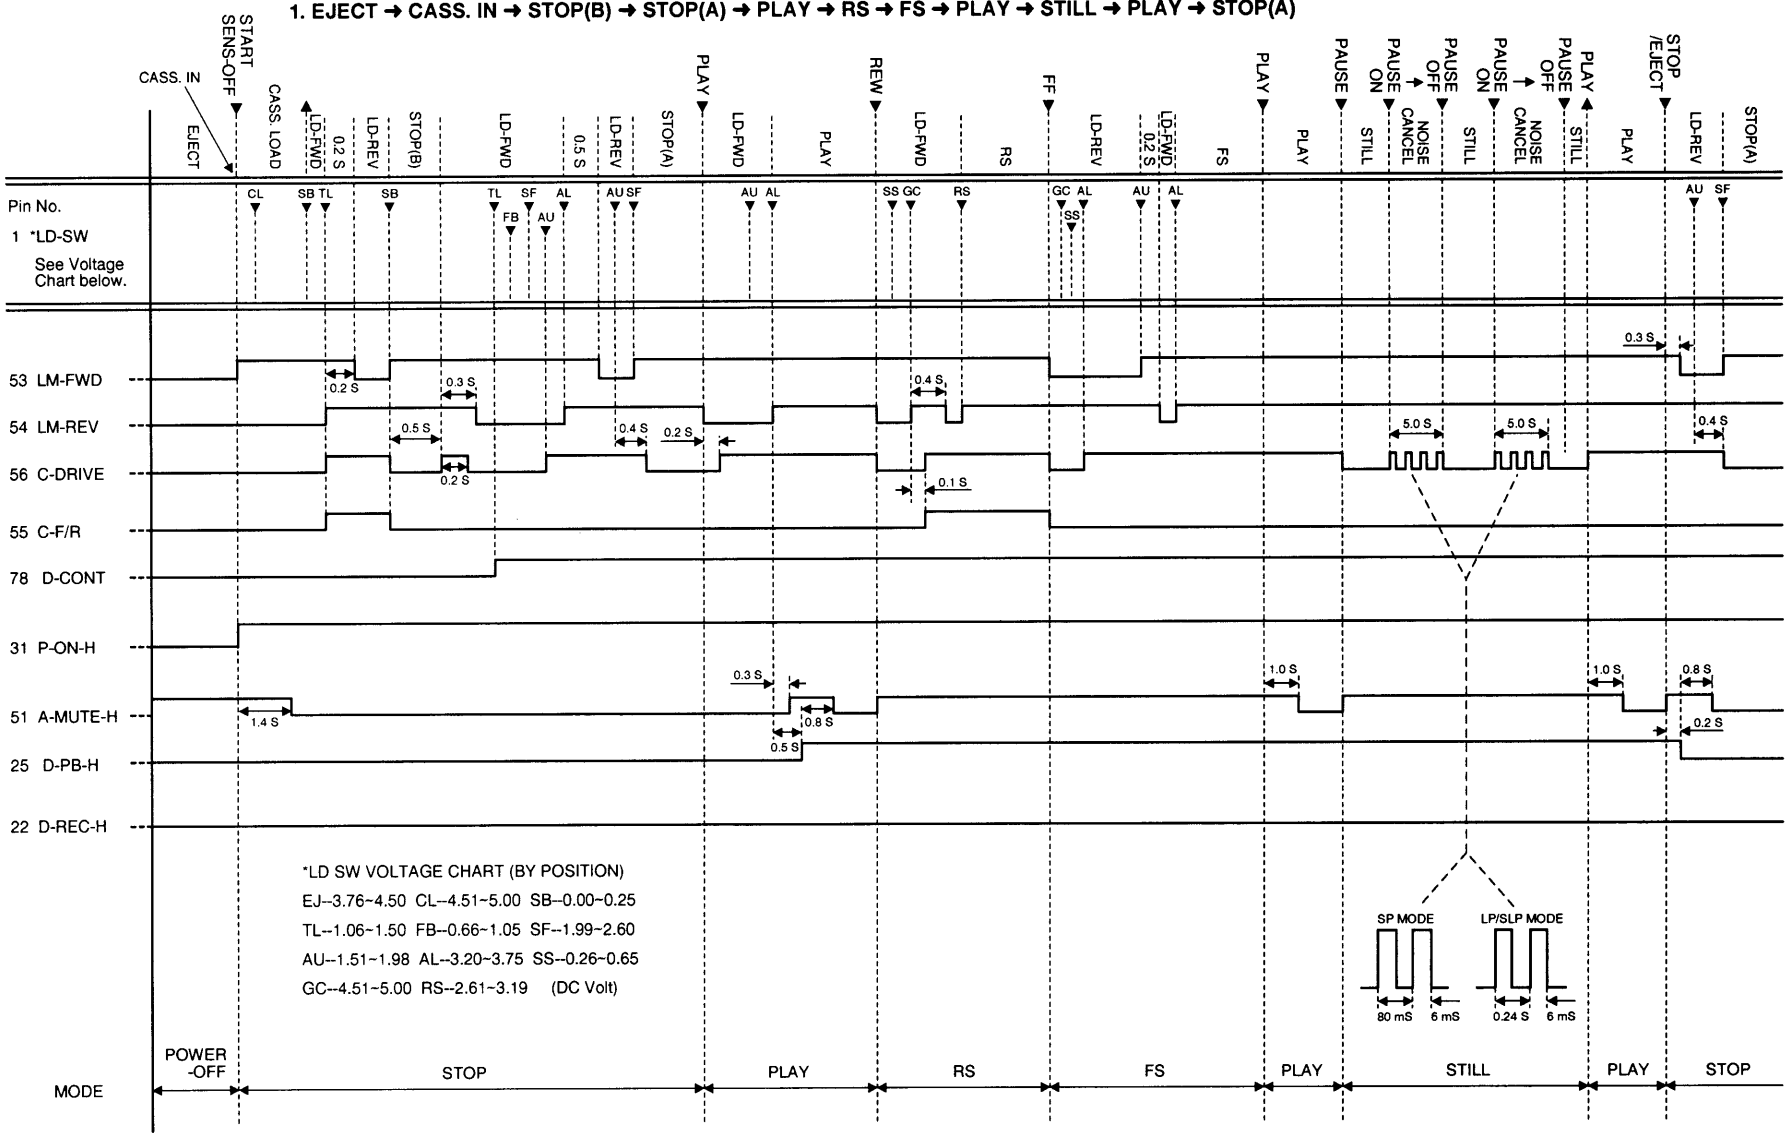 1. EJECT → CASS. IN → STOP(B) → STOP(A) → PLAY → RS → FS → PLAY → STILL → PLAY → STOP(A)
START SENS-OFF
PLAY
REW
FF
PLAY
PAUSE
PAUSE ON → PAUSE OFF
PAUSE ON → PAUSE OFF
PLAY
STOP /EJECT
CASS. IN
EJECT
CASS. LOAD
LD-FWD
0.2 S
LD-REV
STOP(B)
LD-FWD
0.5 S
LD-REV
STOP(A)
LD-FWD
PLAY
LD-FWD
RS
LD-REV
0.2 S
LD-FWD
FS
PLAY
STILL
NOISE CANCEL
STILL
NOISE CANCEL
STILL
PLAY
LD-REV
STOP(A)
CL SB TL SB TL SF AL AU SF AU AL SS GC RS GC AL AU AL AU SF
FB AU SS
Pin No.
1 *LD-SW
See Voltage
Chart below.
0.3 S
53 LM-FWD
0.2 S 0.3 S 0.4 S
54 LM-REV
0.5 S 0.4 S 0.2 S 5.0 S 5.0 S 0.4 S
56 C-DRIVE
0.2 S 0.1 S
55 C-F/R
78 D-CONT
31 P-ON-H
0.3 S 1.0 S 1.0 S 0.8 S
51 A-MUTE-H
1.4 S 0.8 S 0.2 S
0.5 S
25 D-PB-H
22 D-REC-H
*LD SW VOLTAGE CHART (BY POSITION)
EJ--3.76~4.50 CL--4.51~5.00 SB--0.00~0.25
TL--1.06~1.50 FB--0.66~1.05 SF--1.99~2.60
AU--1.51~1.98 AL--3.20~3.75 SS--0.26~0.65
GC--4.51~5.00 RS--2.61~3.19 (DC Volt)
SP MODE LP/SLP MODE
80 mS 6 mS 0.24 S 6 mS
POWER
-OFF
STOP PLAY RS FS PLAY STILL PLAY STOP
MODE